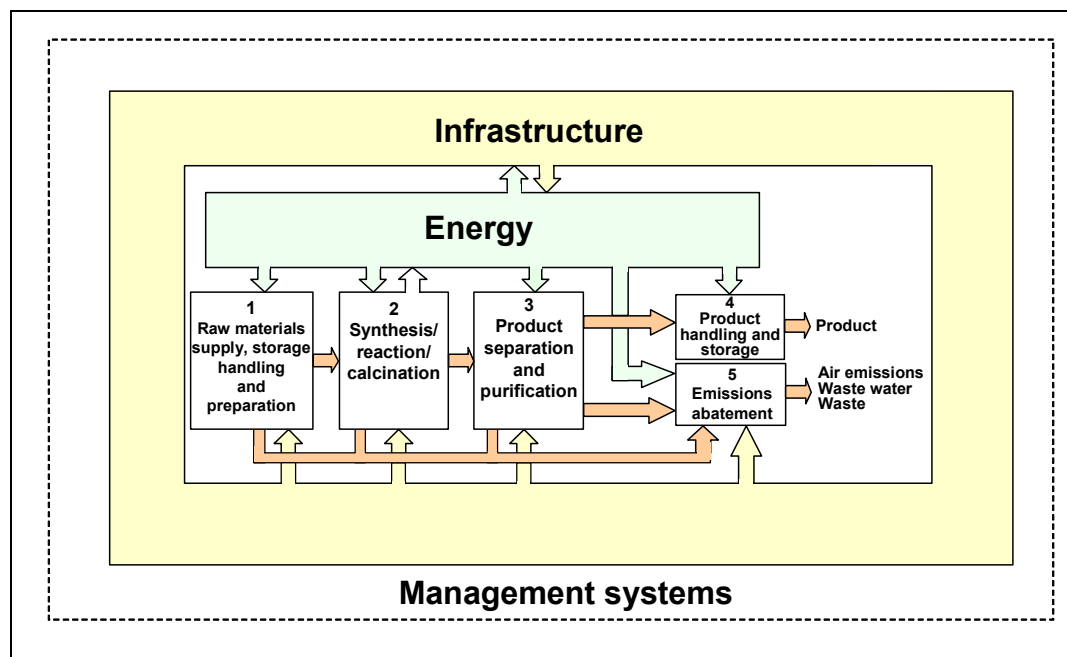 Infrastructure
Energy
1
Raw materials
supply, storage
handling
and
preparation
2
Synthesis/
reaction/
calcination
3
Product
separation
and
purification
4
Product
handling and
storage
Product
5
Emissions
abatement
Air emissions
Waste water
Waste
Management systems